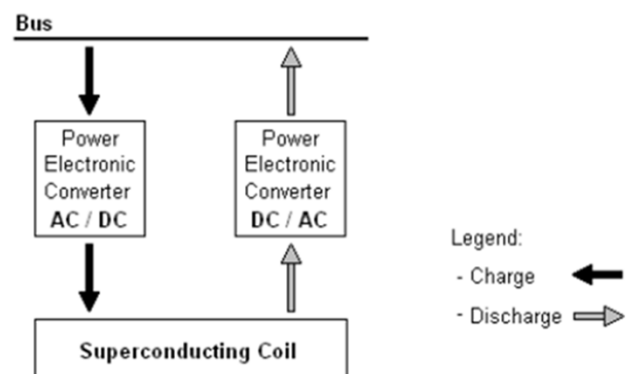 Bus
Power
Electronic
Converter
AC / DC
Power
Electronic
Converter
DC / AC
Legend:
- Charge
- Discharge
Superconducting Coil